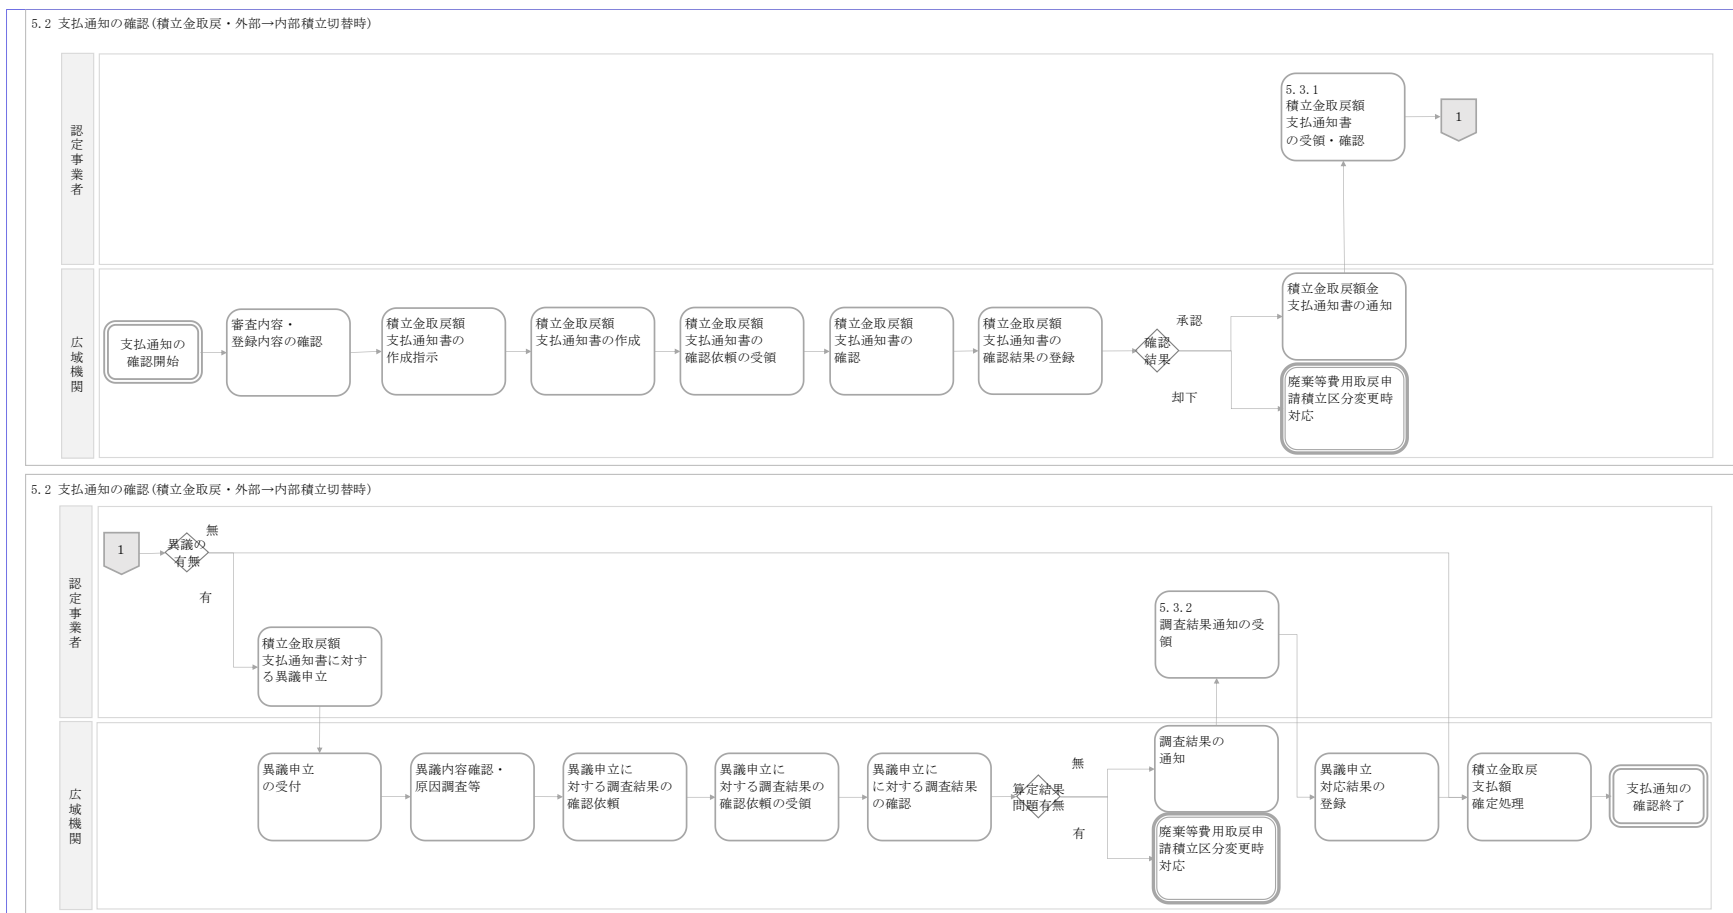 5.2 支払通知の確認(積立金取戻・外部→内部積立切替時)
認定事業者
5.3.1
積立金取戻額
支払通知書
の受領・確認
1
広域機関
支払通知の
確認開始
審査内容・
登録内容の確認
積立金取戻額
支払通知書の
作成指示
積立金取戻額
支払通知書の作成
積立金取戻額
支払通知書の
確認依頼の受領
積立金取戻額
支払通知書の
確認
積立金取戻額
支払通知書の
確認結果の登録
確認
結果
承認
却下
積立金取戻額金
支払通知書の通知
廃棄等費用取戻申
請積立区分変更時
対応
5.2 支払通知の確認(積立金取戻・外部→内部積立切替時)
認定事業者
1
異議の
有無
無
有
積立金取戻額
支払通知書に対す
る異議申立
5.3.2
調査結果通知の受
領
広域機関
異議申立
の受付
異議内容確認・
原因調査等
異議申立に
対する調査結果の
確認依頼
異議申立に
対する調査結果の
確認依頼の受領
異議申立
に対する調査結果
の確認
算定結果
問題有無
無
有
調査結果の
通知
廃棄等費用取戻申
請積立区分変更時
対応
異議申立
対応結果の
登録
積立金取戻
支払額
確定処理
支払通知の
確認終了